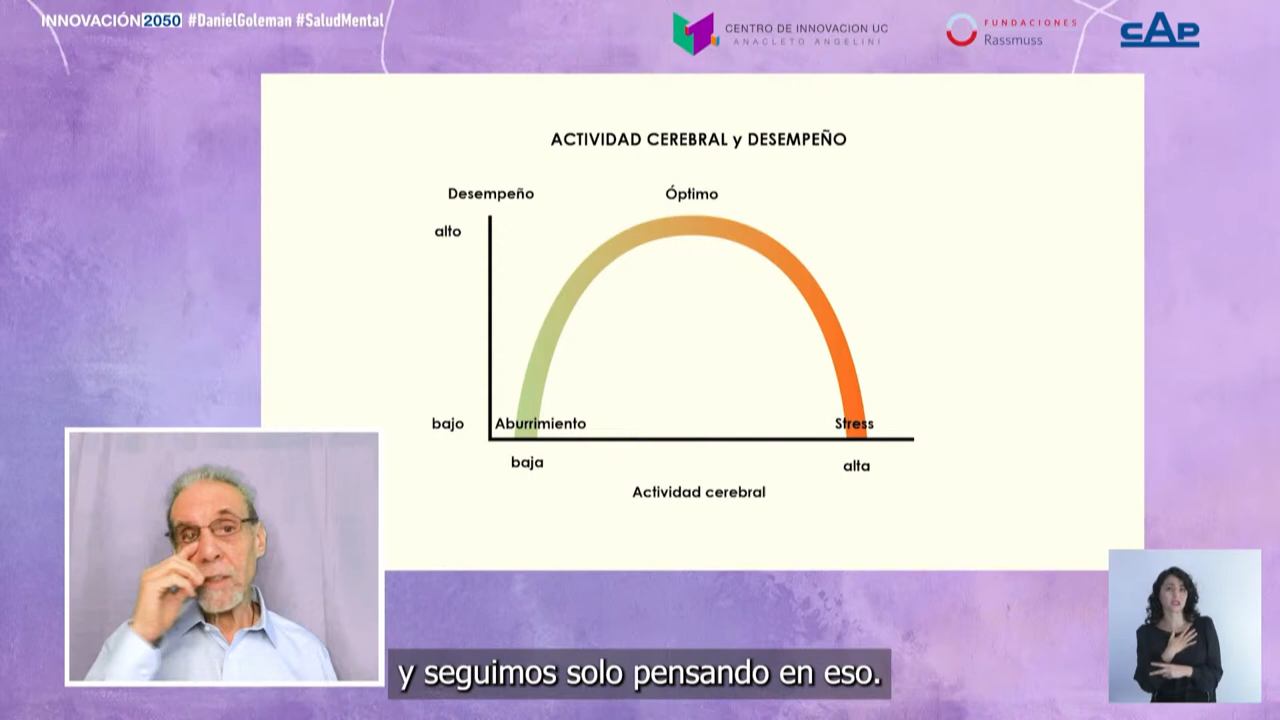 INNOVACIÓN2050 #DanielGoleman #SaludMental
CENTRO DE INNOVACION UC
ANACLETO ANGELINI
FUNDACIONES
Rassmuss
CAP
ACTIVIDAD CEREBRAL y DESEMPEÑO
Desempeño
Óptimo
alto
bajo
Aburrimiento
Stress
baja
alta
Actividad cerebral
y seguimos solo pensando en eso.